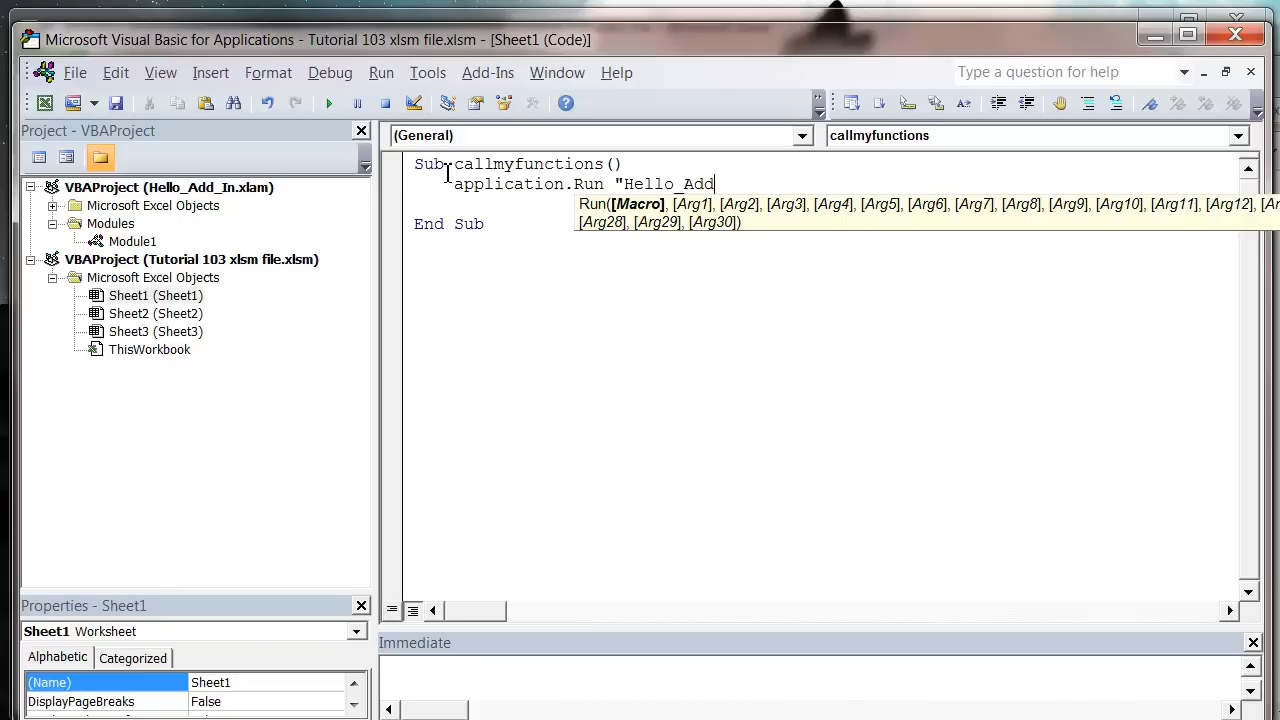 Microsoft Visual Basic for Applications - Tutorial 103 xlsm file.xlsm - [Sheet1 (Code)]
File Edit View Insert Format Debug Run Tools Add-Ins Window Help Type a question for help
Project - VBAProject
(General) callmyfunctions
VBAProject (Hello_Add_In.xlam)
Microsoft Excel Objects
Modules
Module1
VBAProject (Tutorial 103 xlsm file.xlsm)
Microsoft Excel Objects
Sheet1 (Sheet1)
Sheet2 (Sheet2)
Sheet3 (Sheet3)
ThisWorkbook
Sub callmyfunctions()
application.Run "Hello_Add
Run([Macro], [Arg1], [Arg2], [Arg3], [Arg4], [Arg5], [Arg6], [Arg7], [Arg8], [Arg9], [Arg10], [Arg11], [Arg12],
[Arg28], [Arg29], [Arg30])
End Sub
Properties - Sheet1
Sheet1 Worksheet
Alphabetic Categorized
(Name) Sheet1
DisplayPageBreaks False
Immediate